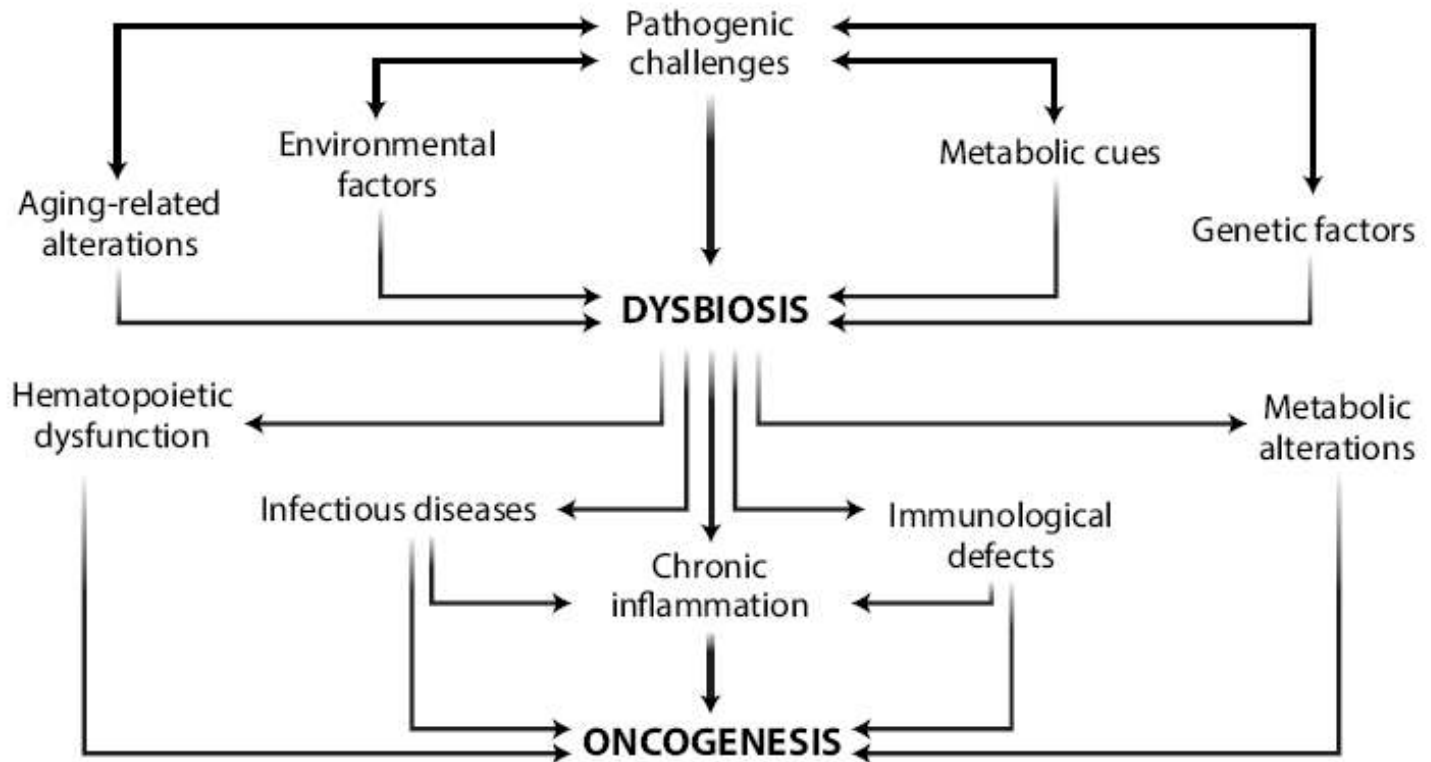 Pathogenic
challenges
Environmental
factors
Metabolic cues
Aging-related
alterations
Genetic factors
DYSBIOSIS
Hematopoietic
dysfunction
Metabolic
alterations
Infectious diseases
Immunological
defects
Chronic
inflammation
ONCOGENESIS